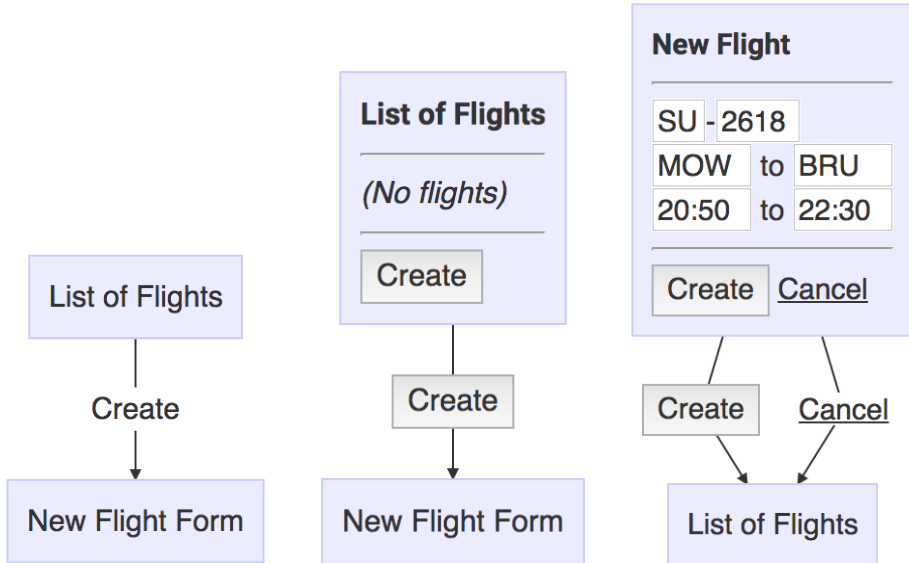 List of Flights
Create
New Flight Form
List of Flights
(No flights)
Create
Create
New Flight Form
New Flight
SU - 2618
MOW to BRU
20:50 to 22:30
Create Cancel
Create Cancel
List of Flights